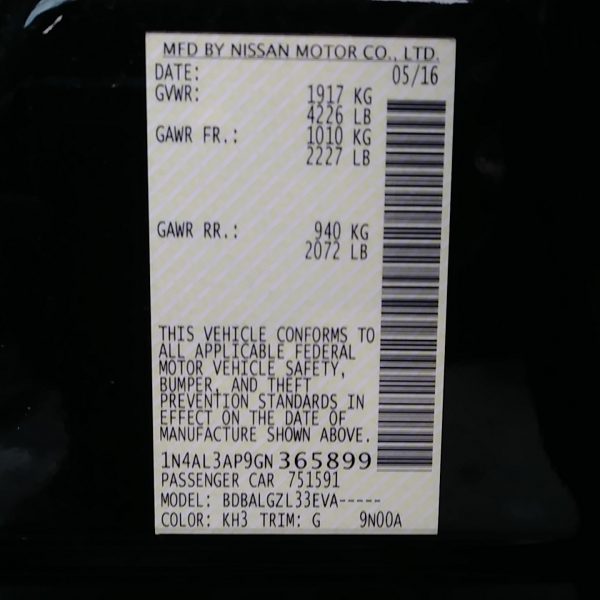 MFD BY NISSAN MOTOR CO., LTD.
DATE: 05/16
GVWR: 1917 KG
4226 LB
GAWR FR.: 1010 KG
2227 LB
GAWR RR.: 940 KG
2072 LB
THIS VEHICLE CONFORMS TO
ALL APPLICABLE FEDERAL
MOTOR VEHICLE SAFETY,
BUMPER, AND THEFT
PREVENTION STANDARDS IN
EFFECT ON THE DATE OF
MANUFACTURE SHOWN ABOVE.
1N4AL3AP9GN 365899
PASSENGER CAR 751591
MODEL: BDBALGZL33EVA-----
COLOR: KH3 TRIM: G 9N00A